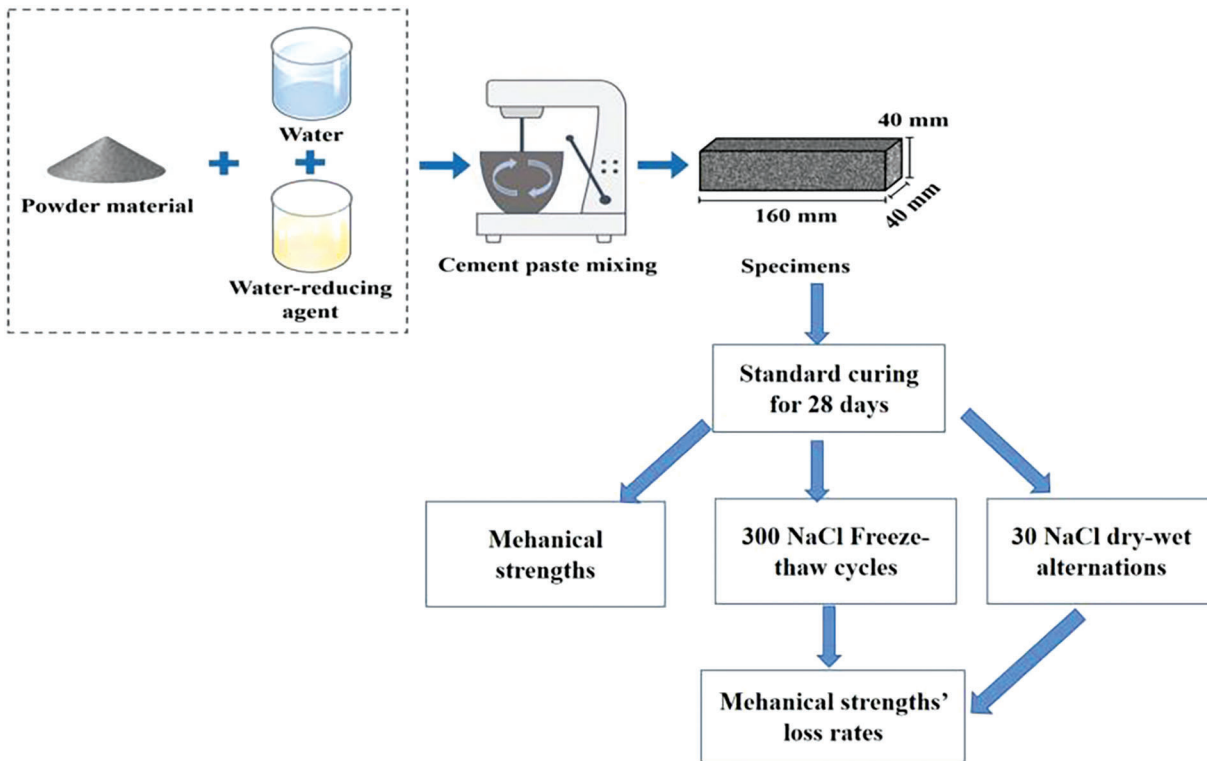 Water
Powder material
Water-reducing
agent
Cement paste mixing
40 mm
40 mm
160 mm
Specimens
Standard curing
for 28 days
Mehanical
strengths
300 NaCl Freeze-
thaw cycles
30 NaCl dry-wet
alternations
Mehanical strengths’
loss rates